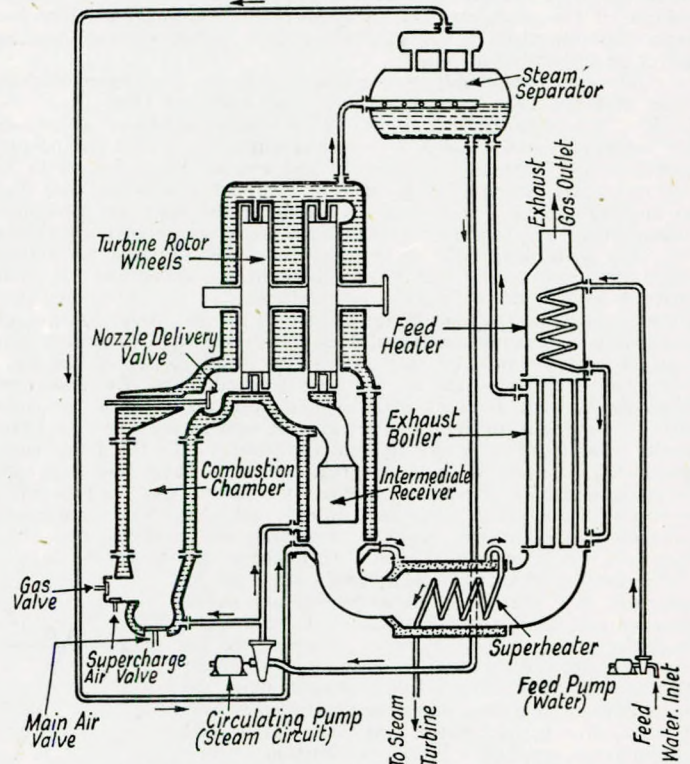 Steam
Separator
Exhaust
Gas. Outlet
Turbine Rotor
Wheels
Nozzle Delivery
Valve
Feed
Heater
Exhaust
Boiler
Combustion
Chamber
Intermediate
Receiver
Gas
Valve
Supercharge
Air Valve
Superheater
Main Air
Valve
Circulating Pump
(Steam Circuit)
To Steam
Turbine
Feed Pump
(Water)
Feed
Water. Inlet